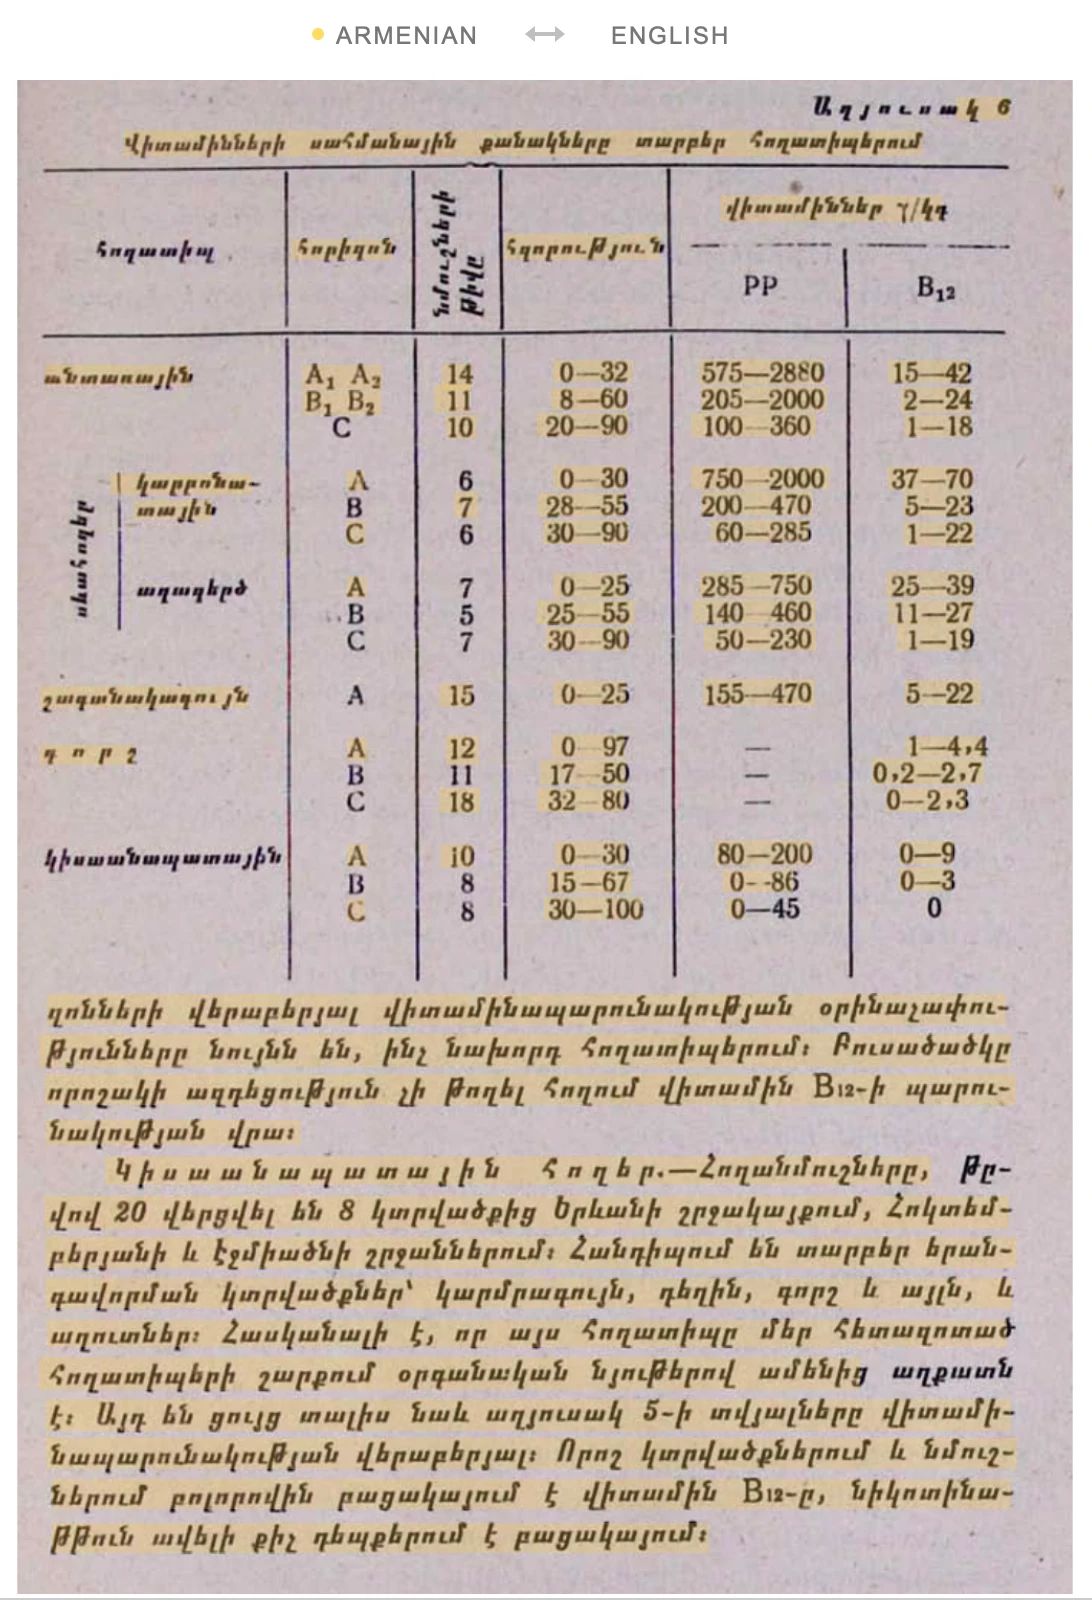 ARMENIAN ENGLISH
Աղյուսակ 6
Վիտամինների սահմանային քանակները տարբեր հողատիպերում
Հողատիպ Հորիզոն նմուշների թիվը հզորություն վիտամիններ γ/կգ
PP B₁₂
անտառային A₁ A₂ 14 0—32 575—2880 15—42
B₁ B₂ 11 8—60 205—2000 2—24
C 10 20—90 100—360 1—18
սևահողեր
կարբոնա- A 6 0—30 750—2000 37—70
տային B 7 28—55 200—470 5—23
C 6 30—90 60—285 1—22
աղազերծ A 7 0—25 285—750 25—39
B 5 25—55 140—460 11—27
C 7 30—90 50—230 1—19
շագանակագույն A 15 0—25 155—470 5—22
գորշ A 12 0—97 — 1—4,4
B 11 17—50 — 0,2—2,7
C 18 32—80 — 0—2,3
կիսաանապատային A 10 0—30 80—200 0—9
B 8 15—67 0—86 0—3
C 8 30—100 0—45 0
ղոնների վերաբերյալ վիտամինապարունակության օրինաչափու-
թյունները նույնն են, ինչ նախորդ հողատիպերում։ Բուսածածկը
որոշակի ազդեցություն չի թողել հողում վիտամին B12-ի պարու-
նակության վրա։
Կիսաանապատային հողեր.—Հողանմուշները, թը-
վով 20 վերցվել են 8 կտրվածքից Երևանի շրջակայքում, Հոկտեմ-
բերյանի և Էջմիածնի շրջաններում։ Հանդիպում են տարբեր երան-
գավորման կտրվածքներ՝ կարմրագույն, դեղին, գորշ և այլն, և
աղուտներ։ Հասկանալի է, որ այս հողատիպը մեր հետազոտած
հողատիպերի շարքում օրգանական նյութերով ամենից աղքատն
է։ Այդ են ցույց տալիս նաև աղյուսակ 5-ի տվյալները վիտամի-
նապարունակության վերաբերյալ։ Որոշ կտրվածքներում և նմուշ-
ներում բոլորովին բացակայում է վիտամին B12-ը, նիկոտինա-
թթուն ավելի քիչ դեպքերում է բացակայում։